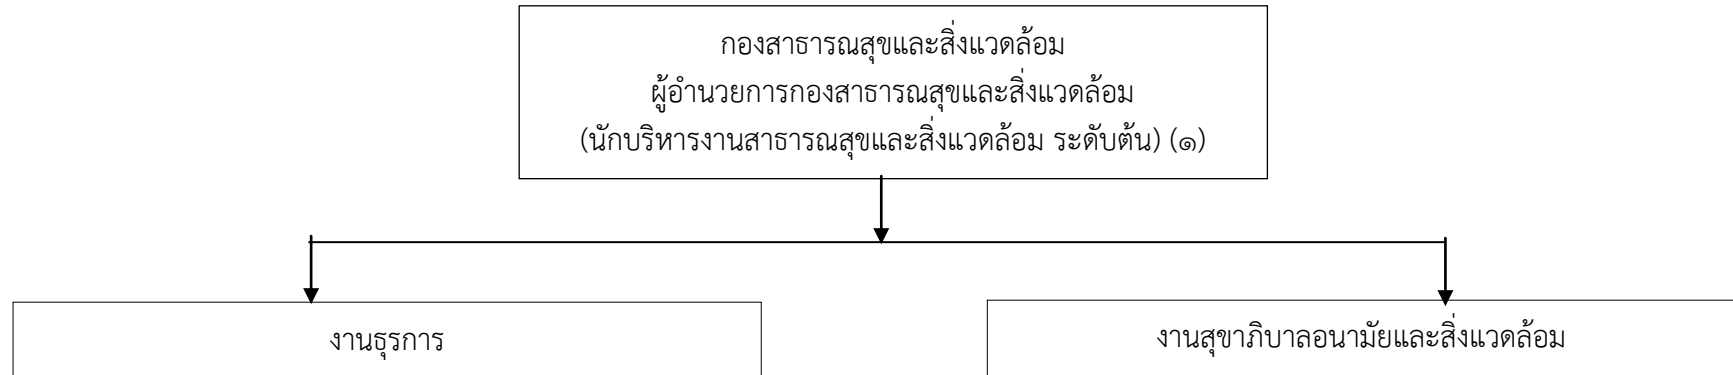 กองสาธารณสุขและสิ่งแวดล้อม
ผู้อำนวยการกองสาธารณสุขและสิ่งแวดล้อม
(นักบริหารงานสาธารณสุขและสิ่งแวดล้อม ระดับต้น) (๑)
งานธุรการ
งานสุขาภิบาลอนามัยและสิ่งแวดล้อม